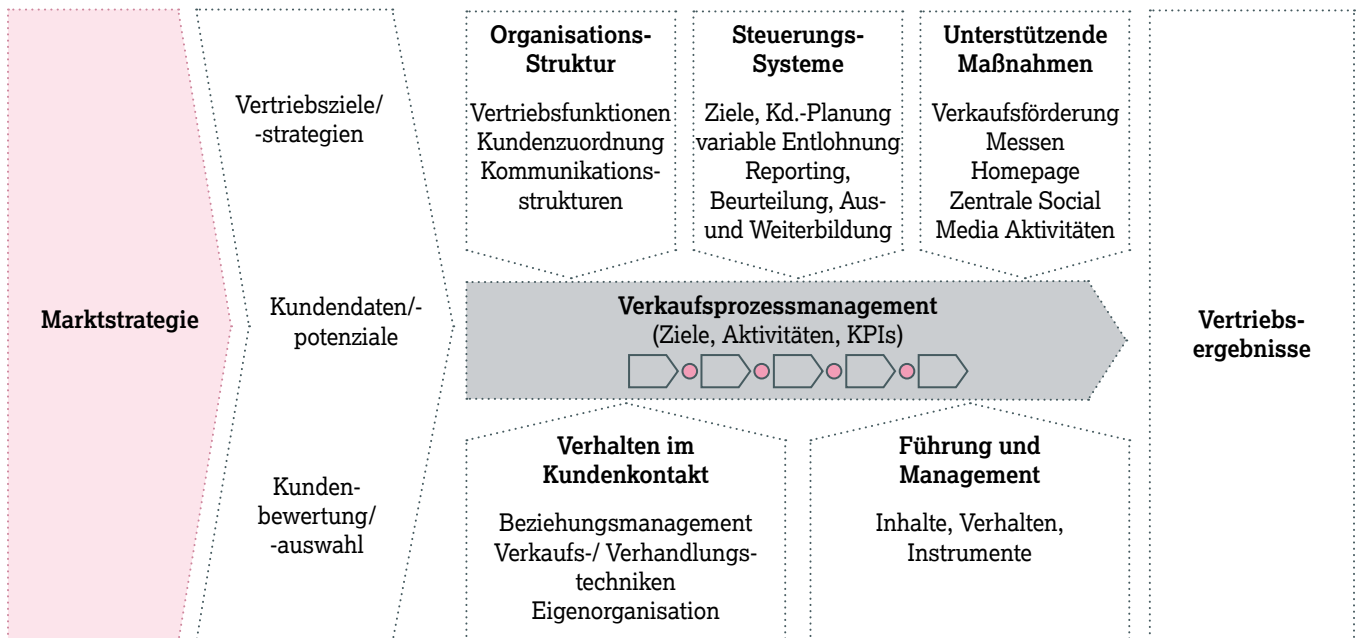 Marktstrategie
Vertriebsziele/
-strategien
Kundendaten/-
potenziale
Kunden-
bewertung/
-auswahl
Organisations-
Struktur
Vertriebsfunktionen
Kundenzuordnung
Kommunikations-
strukturen
Steuerungs-
Systeme
Ziele, Kd.-Planung
variable Entlohnung
Reporting,
Beurteilung, Aus-
und Weiterbildung
Unterstützende
Maßnahmen
Verkaufsförderung
Messen
Homepage
Zentrale Social
Media Aktivitäten
Verkaufsprozessmanagement
(Ziele, Aktivitäten, KPIs)
Verhalten im
Kundenkontakt
Beziehungsmanagement
Verkaufs-/ Verhandlungs-
techniken
Eigenorganisation
Führung und
Management
Inhalte, Verhalten,
Instrumente
Vertriebs-
ergebnisse